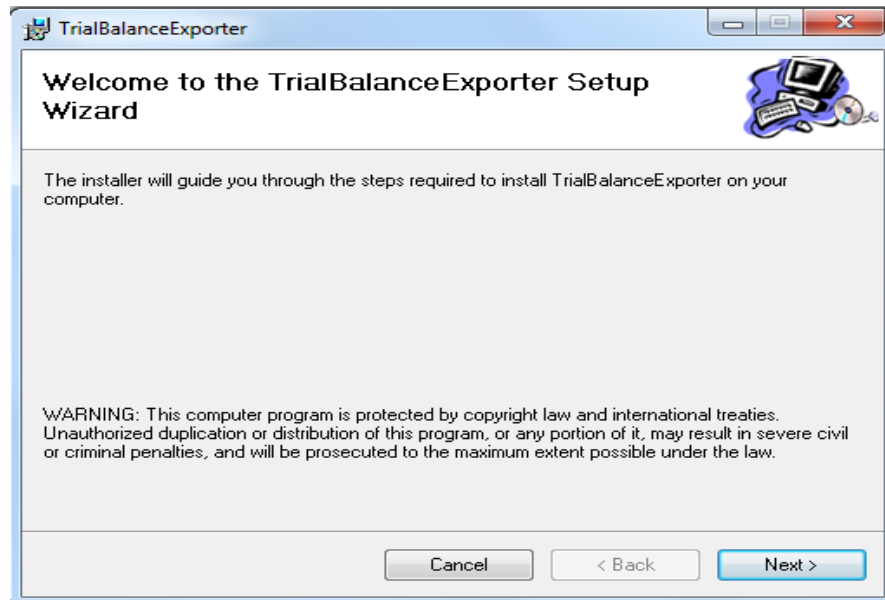 TrialBalanceExporter
Welcome to the TrialBalanceExporter Setup
Wizard
The installer will guide you through the steps required to install TrialBalanceExporter on your
computer.
WARNING: This computer program is protected by copyright law and international treaties.
Unauthorized duplication or distribution of this program, or any portion of it, may result in severe civil
or criminal penalties, and will be prosecuted to the maximum extent possible under the law.
Cancel
< Back
Next >